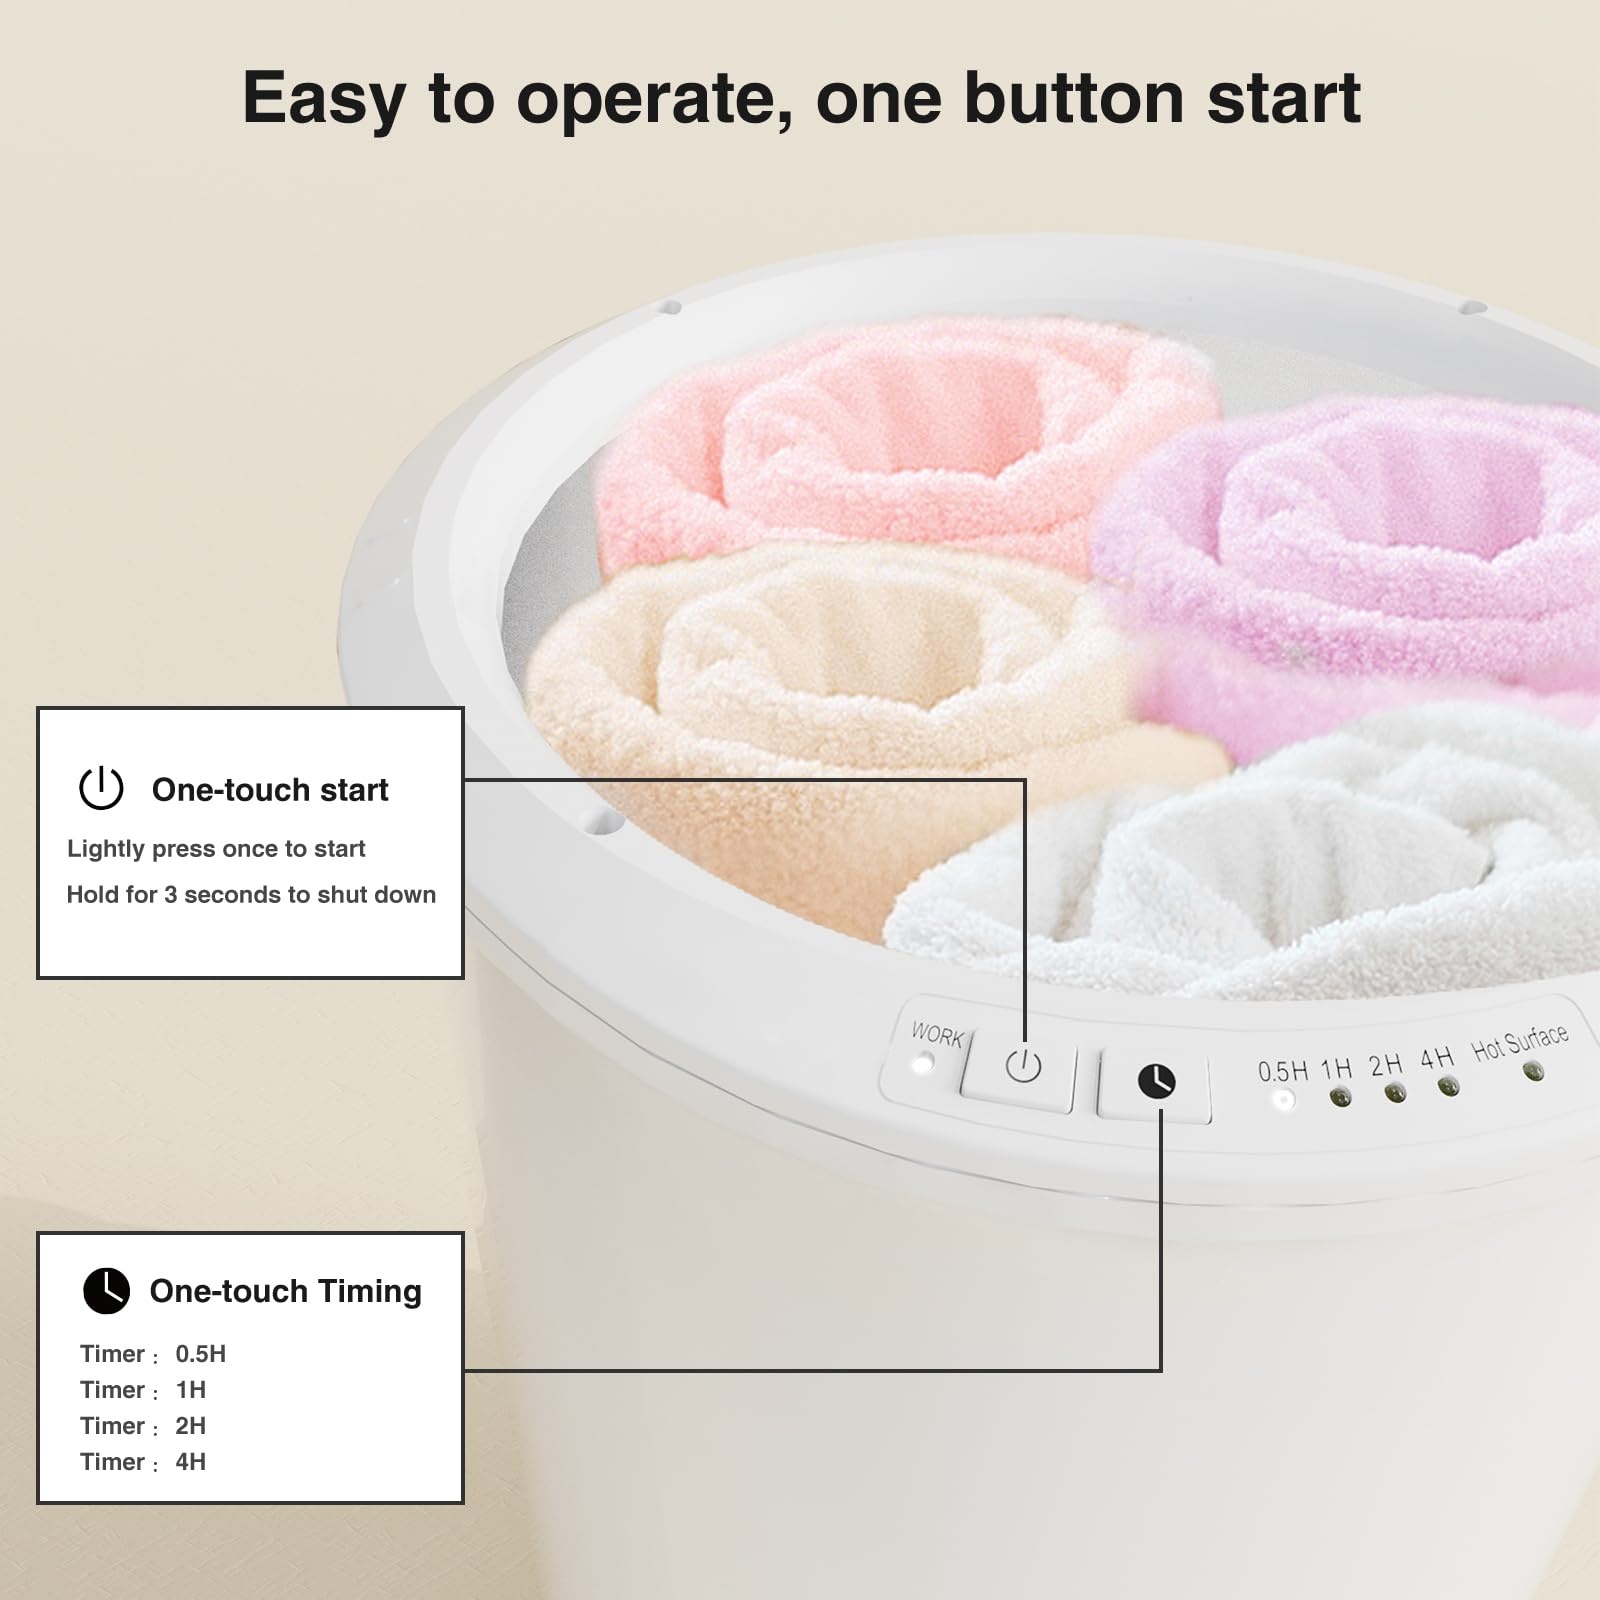 Easy to operate, one button start
One-touch start
Lightly press once to start
Hold for 3 seconds to shut down
WORK
0.5H 1H 2H 4H Hot Surface
One-touch Timing
Timer： 0.5H
Timer： 1H
Timer： 2H
Timer： 4H